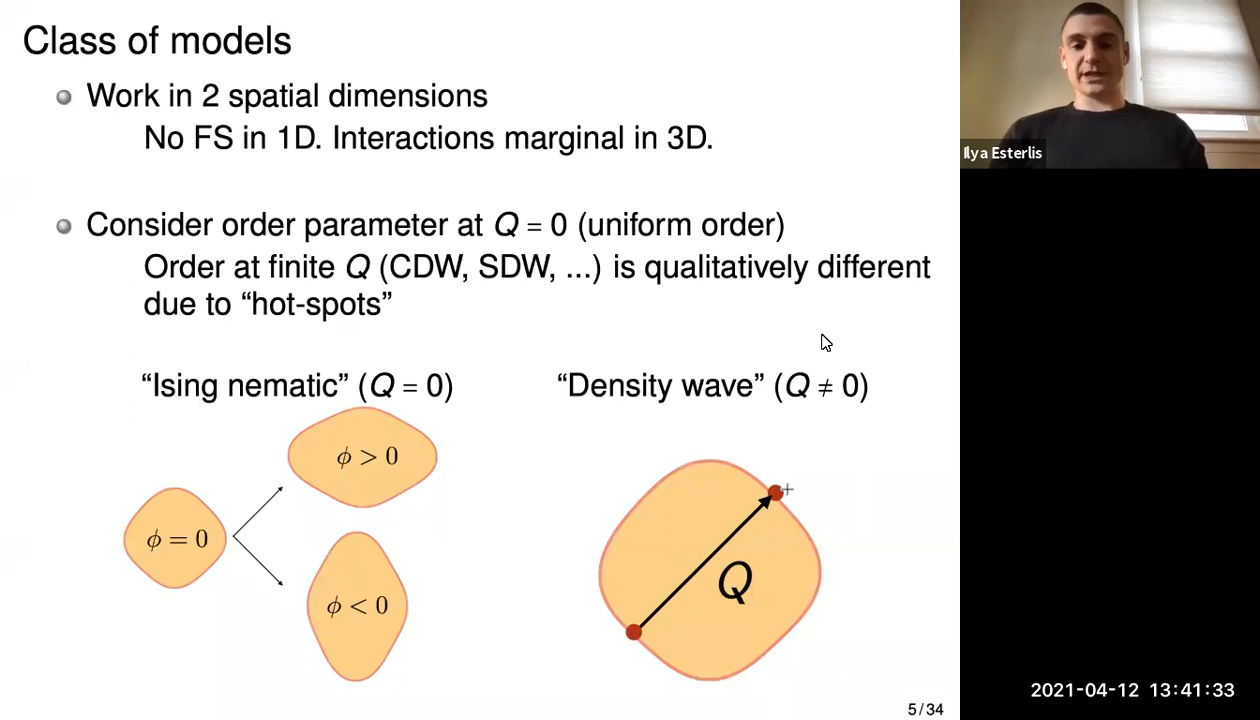 Class of models
Work in 2 spatial dimensions
No FS in 1D. Interactions marginal in 3D.
Consider order parameter at Q = 0 (uniform order)
Order at finite Q (CDW, SDW, ...) is qualitatively different
due to “hot-spots”
“Ising nematic” (Q = 0)
“Density wave” (Q ≠ 0)
ϕ > 0
ϕ = 0
ϕ < 0
Q
5/34
Ilya Esterlis
2021-04-12 13:41:33